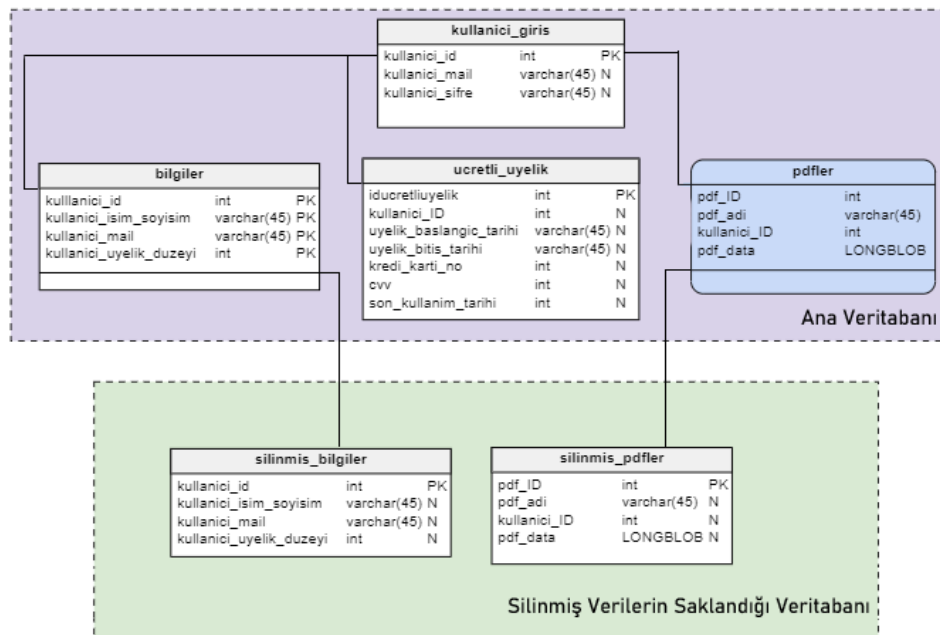 kullanici_giris
kullanici_id int PK
kullanici_mail varchar(45) N
kullanici_sifre varchar(45) N
bilgiler
kulllanici_id int PK
kullanici_isim_soyisim varchar(45) PK
kullanici_mail varchar(45) PK
kullanici_uyelik_duzeyi int PK
ucretli_uyelik
iducretliuyelik int PK
kullanici_ID int N
uyelik_baslangic_tarihi varchar(45) N
uyelik_bitis_tarihi varchar(45) N
kredi_karti_no int N
cvv int N
son_kullanim_tarihi int N
pdfler
pdf_ID int
pdf_adi varchar(45)
kullanici_ID int
pdf_data LONGBLOB
Ana Veritabanı
silinmis_bilgiler
kullanici_id int PK
kullanici_isim_soyisim varchar(45) N
kullanici_mail varchar(45) N
kullanici_uyelik_duzeyi int N
silinmis_pdfler
pdf_ID int PK
pdf_adi varchar(45) N
kullanici_ID int N
pdf_data LONGBLOB N
Silinmiş Verilerin Saklandığı Veritabanı